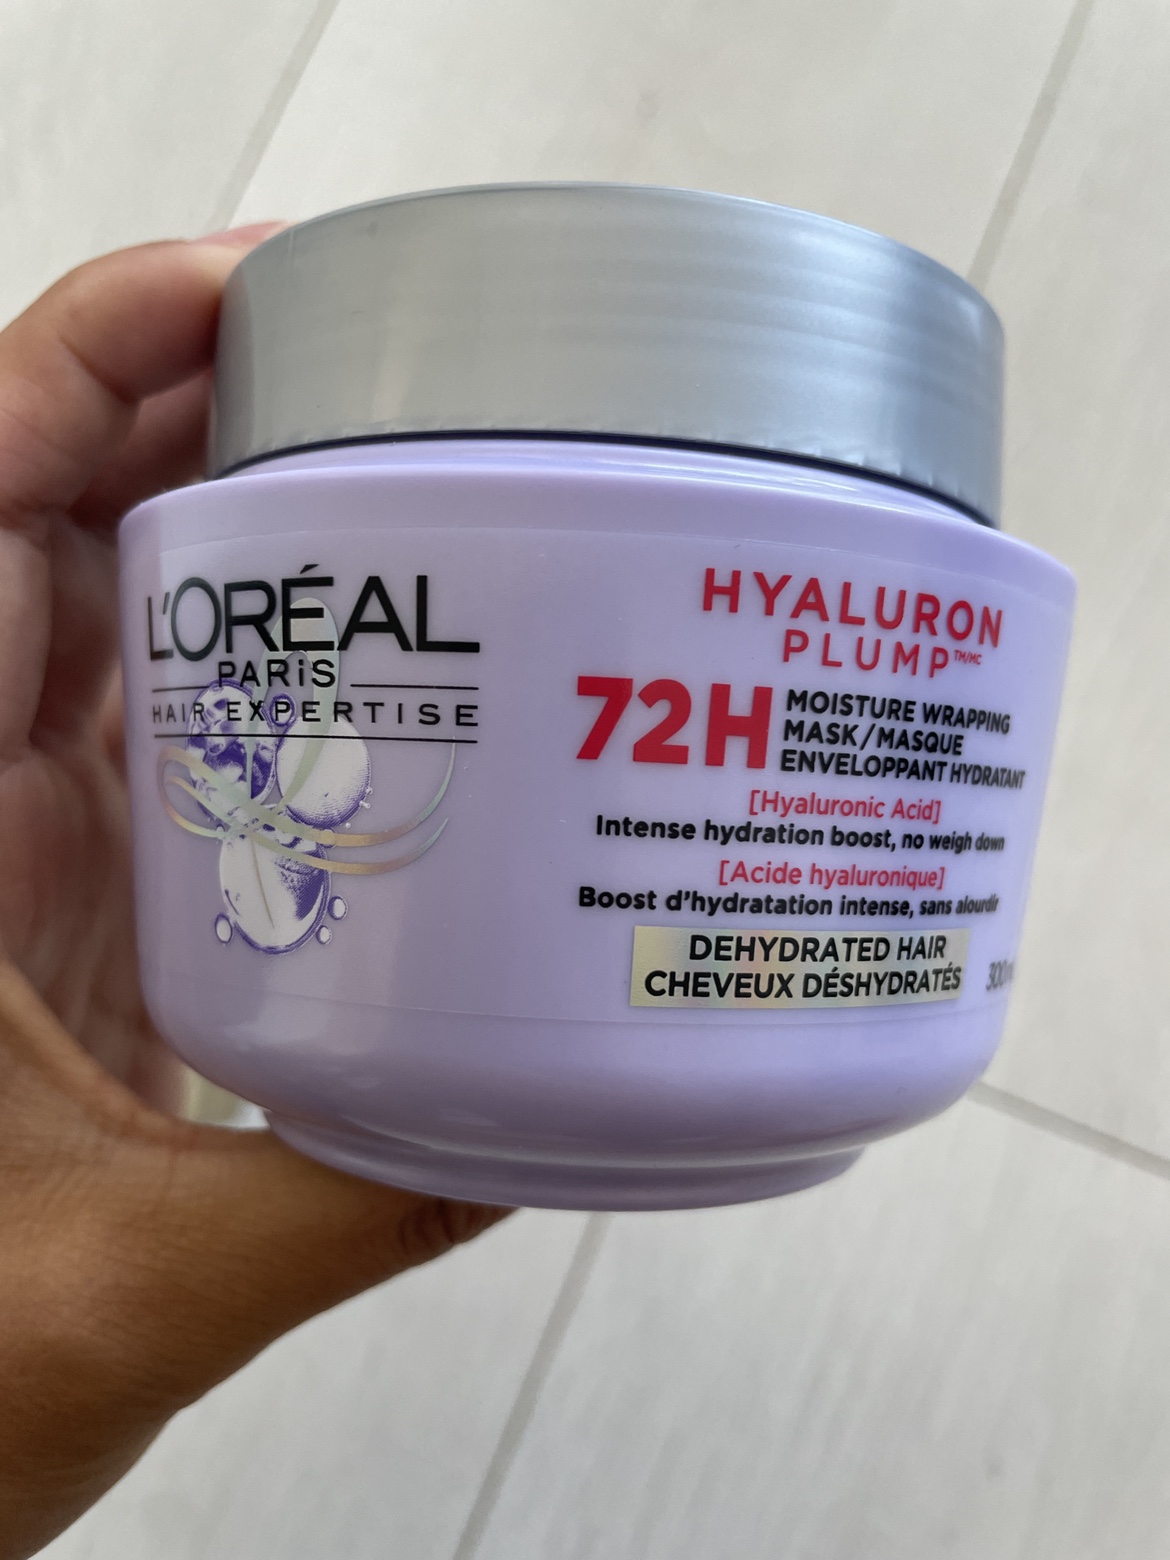 L'ORÉAL
PARiS
HAIR EXPERTISE
HYALURON
PLUMP™/MC
72H MOISTURE WRAPPING
MASK/MASQUE
ENVELOPPANT HYDRATANT
[Hyaluronic Acid]
Intense hydration boost, no weigh down
[Acide hyaluronique]
Boost d'hydratation intense, sans alourdir
DEHYDRATED HAIR
CHEVEUX DÉSHYDRATÉS